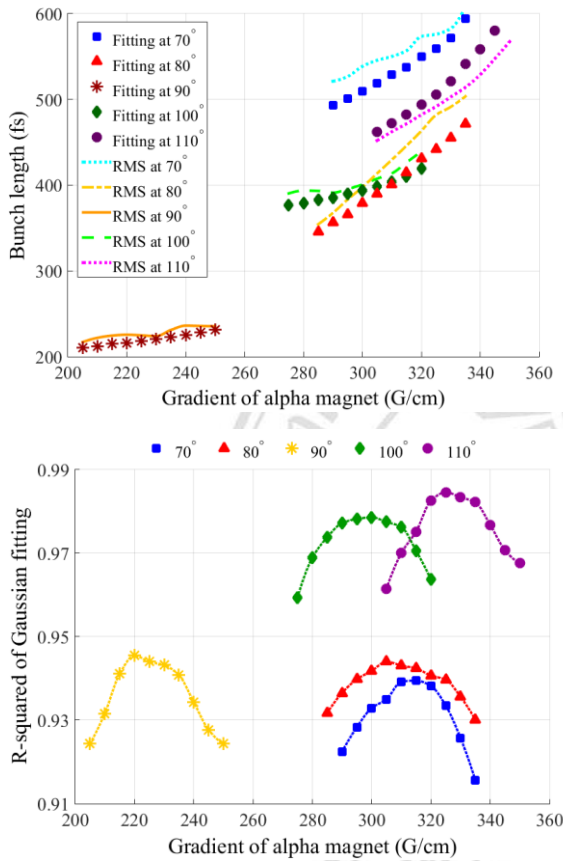 600
500
400
300
200
Bunch length (fs)
Fitting at 70°
Fitting at 80°
Fitting at 90°
Fitting at 100°
Fitting at 110°
RMS at 70°
RMS at 80°
RMS at 90°
RMS at 100°
RMS at 110°
200 220 240 260 280 300 320 340 360
Gradient of alpha magnet (G/cm)
70° 80° 90° 100° 110°
0.99
0.97
0.95
0.93
0.91
R-squared of Gaussian fitting
200 220 240 260 280 300 320 340 360
Gradient of alpha magnet (G/cm)